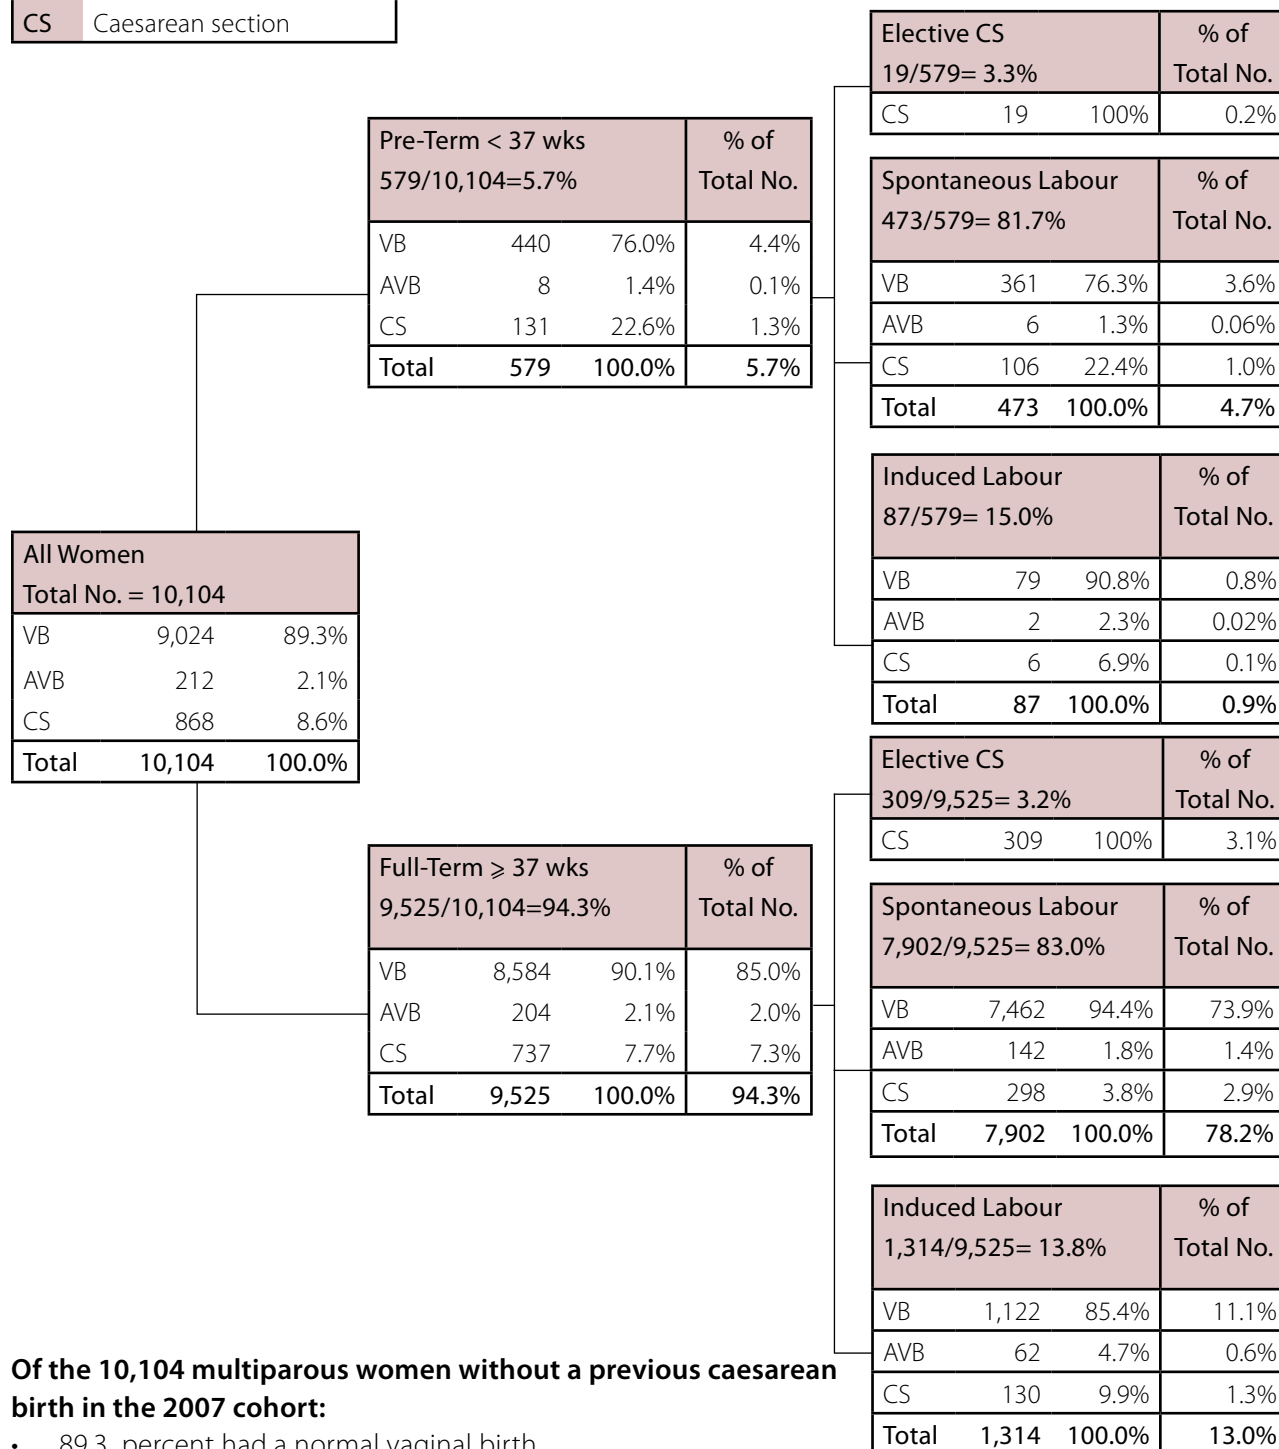 CS Caesarean section
Elective CS % of
19/579= 3.3% Total No.
CS 19 100% 0.2%
Pre-Term < 37 wks % of
579/10,104=5.7% Total No.
VB 440 76.0% 4.4%
AVB 8 1.4% 0.1%
CS 131 22.6% 1.3%
Total 579 100.0% 5.7%
Spontaneous Labour % of
473/579= 81.7% Total No.
VB 361 76.3% 3.6%
AVB 6 1.3% 0.06%
CS 106 22.4% 1.0%
Total 473 100.0% 4.7%
Induced Labour % of
87/579= 15.0% Total No.
VB 79 90.8% 0.8%
AVB 2 2.3% 0.02%
CS 6 6.9% 0.1%
Total 87 100.0% 0.9%
All Women
Total No. = 10,104
VB 9,024 89.3%
AVB 212 2.1%
CS 868 8.6%
Total 10,104 100.0%
Elective CS % of
309/9,525= 3.2% Total No.
CS 309 100% 3.1%
Full-Term ⩾ 37 wks % of
9,525/10,104=94.3% Total No.
VB 8,584 90.1% 85.0%
AVB 204 2.1% 2.0%
CS 737 7.7% 7.3%
Total 9,525 100.0% 94.3%
Spontaneous Labour % of
7,902/9,525= 83.0% Total No.
VB 7,462 94.4% 73.9%
AVB 142 1.8% 1.4%
CS 298 3.8% 2.9%
Total 7,902 100.0% 78.2%
Induced Labour % of
1,314/9,525= 13.8% Total No.
VB 1,122 85.4% 11.1%
AVB 62 4.7% 0.6%
CS 130 9.9% 1.3%
Total 1,314 100.0% 13.0%
Of the 10,104 multiparous women without a previous caesarean
birth in the 2007 cohort:
• 89.3 percent had a normal vaginal birth